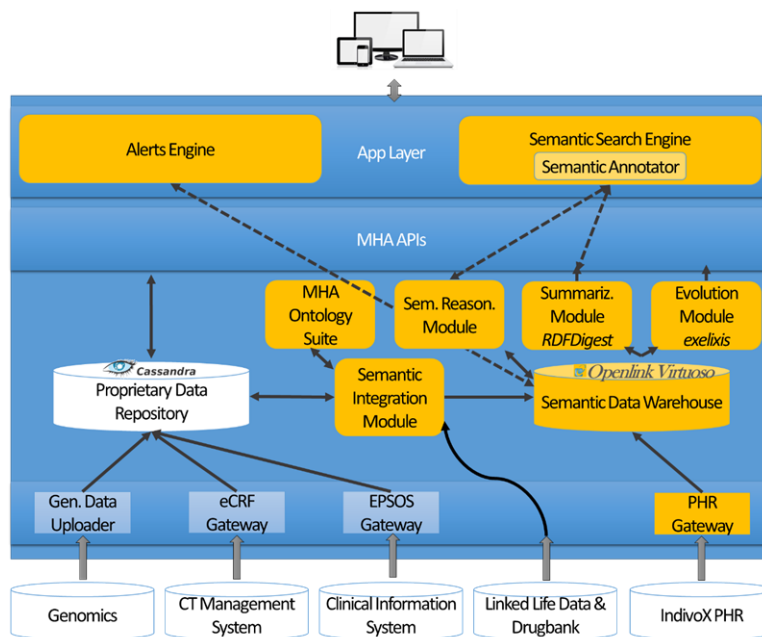 Alerts Engine
App Layer
Semantic Search Engine
Semantic Annotator
MHA APIs
MHA
Ontology
Suite
Sem. Reason.
Module
Summariz.
Module
RDFDigest
Evolution
Module
exelixis
Cassandra
Proprietary Data
Repository
Semantic
Integration
Module
Openlink Virtuoso
Semantic Data Warehouse
Gen. Data
Uploader
eCRF
Gateway
EPSOS
Gateway
PHR
Gateway
Genomics
CT Management
System
Clinical Information
System
Linked Life Data &
Drugbank
IndivoX PHR